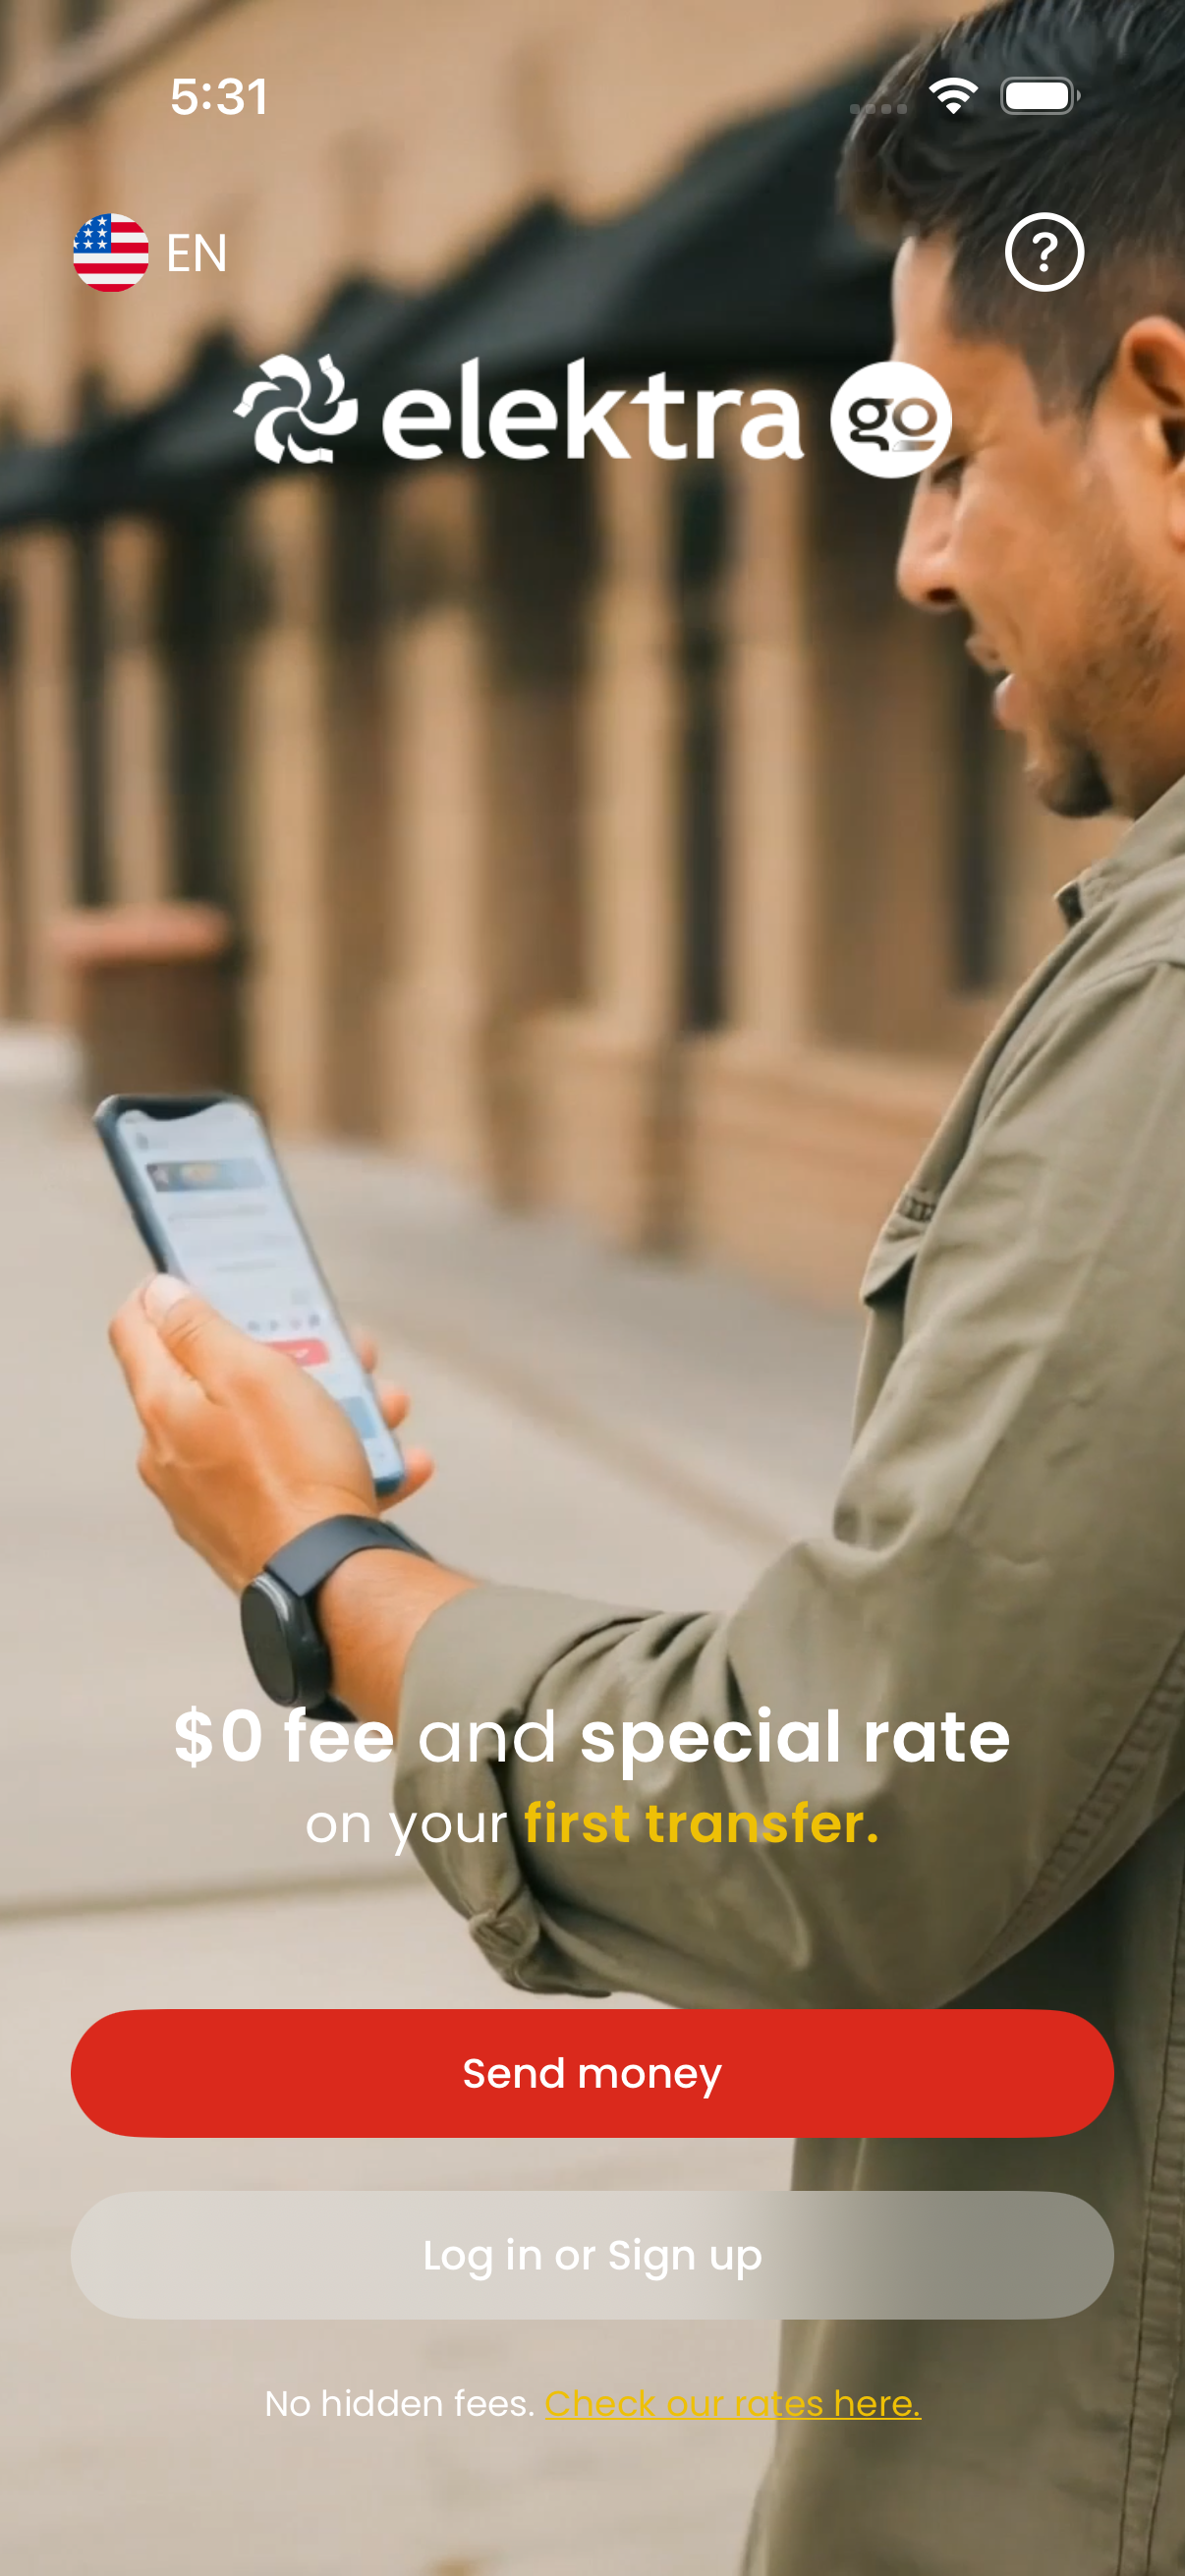 5:31
EN
elektra go
$0 fee and special rate
on your first transfer.
Send money
Log in or Sign up
No hidden fees. Check our rates here.